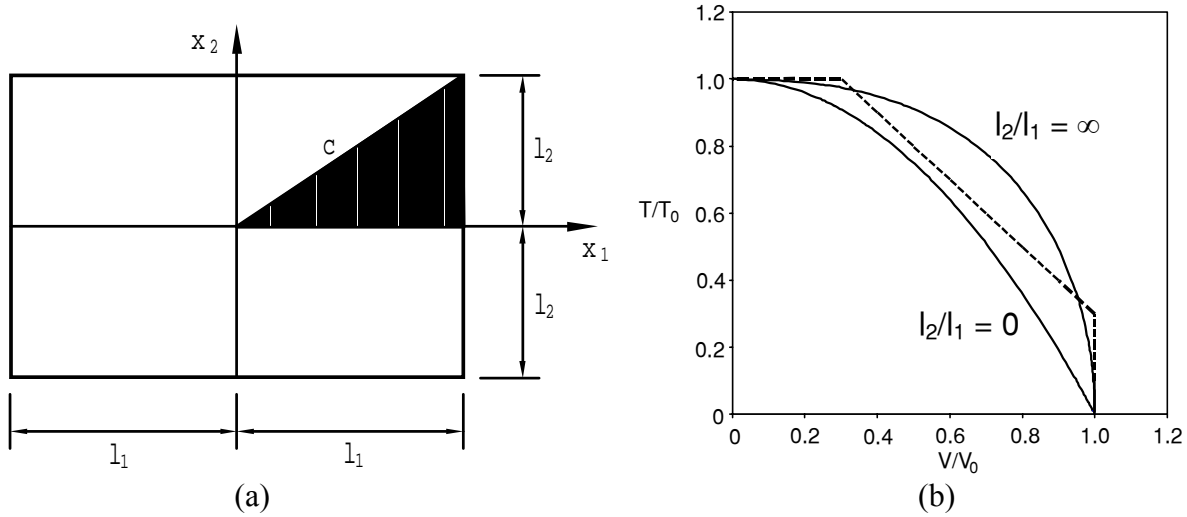 x₂
c
l₂
x₁
l₂
l₁
l₁
(a)
1.2
1.0
0.8
T/T₀
0.6
0.4
0.2
0
l₂/l₁ = ∞
l₂/l₁ = 0
0
0.2
0.4
0.6
0.8
1.0
1.2
V/V₀
(b)